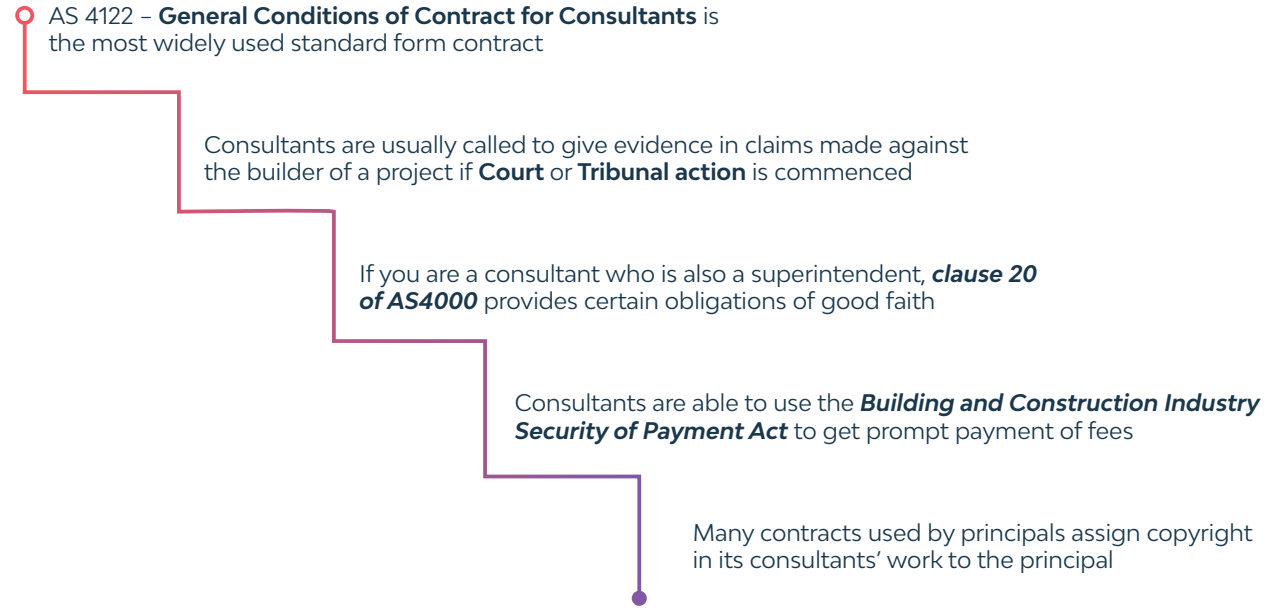 AS 4122 – General Conditions of Contract for Consultants is
the most widely used standard form contract
Consultants are usually called to give evidence in claims made against
the builder of a project if Court or Tribunal action is commenced
If you are a consultant who is also a superintendent, clause 20
of AS4000 provides certain obligations of good faith
Consultants are able to use the Building and Construction Industry
Security of Payment Act to get prompt payment of fees
Many contracts used by principals assign copyright
in its consultants’ work to the principal